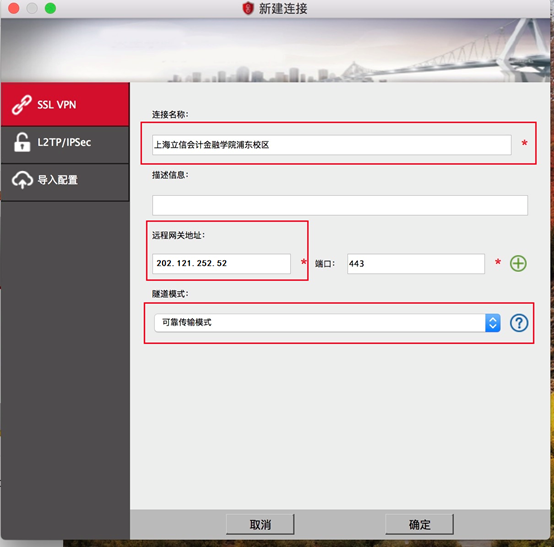 新建连接
SSL VPN
L2TP/IPSec
导入配置
连接名称:
上海立信会计金融学院浦东校区 *
描述信息:
远程网关地址:
202.121.252.52 * 端口: 443 *
隧道模式:
可靠传输模式
取消 确定